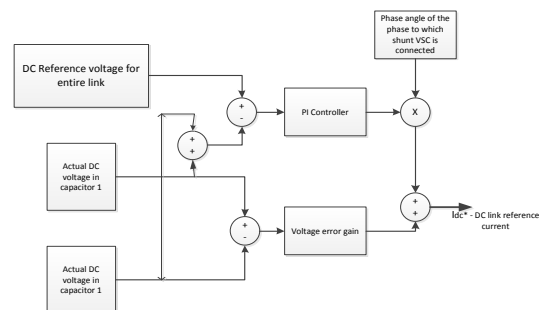 Phase angle of the
phase to which
shunt VSC is
connected
DC Reference voltage for
entire link
+
-
PI Controller
X
+
+
Actual DC
voltage in
capacitor 1
+
-
Voltage error gain
+
+
Idc* - DC link reference
current
Actual DC
voltage in
capacitor 1